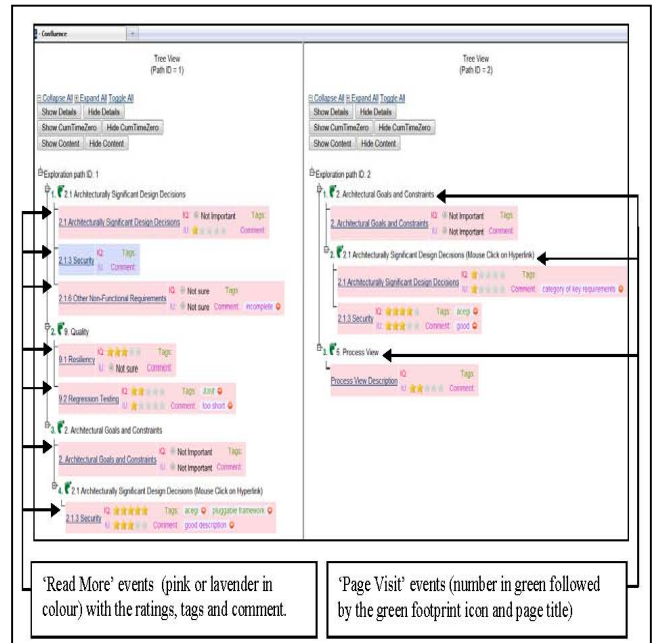 - Confluence
Tree View
(Path ID = 1)
Collapse All Expand All Toggle All
Show Details Hide Details
Show CumTimeZero Hide CumTimeZero
Show Content Hide Content
Exploration path ID: 1
1. 2.1 Architecturally Significant Design Decisions
2.1 Architecturally Significant Design Decisions IQ: Not Important Tags:
IU: Comment:
2.1.3 Security IQ: Tags:
IU: Comment:
2.1.6 Other Non-Functional Requirements IQ: Not sure Tags:
IU: Not sure Comment: incomplete
2. 9. Quality
9.1 Resiliency IQ: Tags:
IU: Not sure Comment:
9.2 Regression Testing IQ: Tags:
IU: Comment: too short
3. 2. Architectural Goals and Constraints
2. Architectural Goals and Constraints IQ: Not Important Tags:
IU: Not Important Comment:
4. 2.1 Architecturally Significant Design Decisions (Mouse Click on Hyperlink)
2.1.3 Security IQ: Tags: acegi pluggable framework
IU: Comment: good description
Tree View
(Path ID = 2)
Collapse All Expand All Toggle All
Show Details Hide Details
Show CumTimeZero Hide CumTimeZero
Show Content Hide Content
Exploration path ID: 2
1. 2. Architectural Goals and Constraints
2. Architectural Goals and Constraints IQ: Not Important Tags:
IU: Not Important Comment:
2. 2.1 Architecturally Significant Design Decisions (Mouse Click on Hyperlink)
2.1 Architecturally Significant Design Decisions IQ: Tags:
IU: Comment: category of key requirements
2.1.3 Security IQ: Tags: acegi
IU: Comment: good
3. 5. Process View
Process View Description IQ: Tags:
IU: Comment:
‘Read More’ events (pink or lavender in
colour) with the ratings, tags and comment.
‘Page Visit’ events (number in green followed
by the green footprint icon and page title)